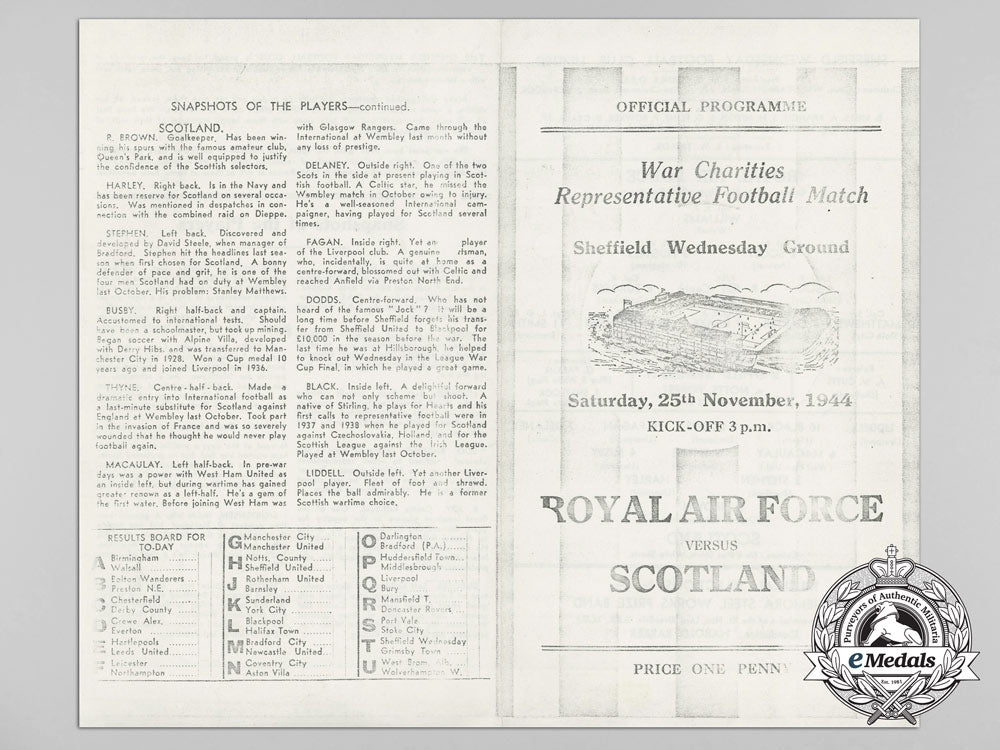 SNAPSHOTS OF THE PLAYERS—continued.
SCOTLAND.
R. BROWN. Goalkeeper. Has been win-
ning his spurs with the famous amateur club,
Queen's Park, and is well equipped to justify
the confidence of the Scottish selectors.
HARLEY. Right back. Is in the Navy and
has been reserve for Scotland on several occa-
sions. Was mentioned in despatches in con-
nection with the combined raid on Dieppe.
STEPHEN. Left back. Discovered and
developed by David Steele, when manager of
Bradford. Stephen hit the headlines last sea-
son when first chosen for Scotland. A bonny
defender of pace and grit, he is one of the
four men Scotland had on duty at Wembley
last October. His problem: Stanley Matthews.
BUSBY. Right half-back and captain.
Accustomed to international tests. Should
have been a schoolmaster, but took up mining.
Began soccer with Alpine Villa, developed
with Derry Hibs. and was transferred to Man-
chester City in 1928. Won a Cup medal 10
years ago and joined Liverpool in 1936.
THYNE. Centre-half-back. Made a
dramatic entry into International football as
a last-minute substitute for Scotland against
England at Wembley last October. Took part
in the invasion of France and was so severely
wounded that he thought he would never play
football again.
MACAULAY. Left half-back. In pre-war
days was a power with West Ham United as
an inside left, but during wartime has gained
greater renown as a left-half. He's a gem of
the first water. Before joining West Ham was
with Glasgow Rangers. Came through the
International at Wembley last month without
any loss of prestige.
DELANEY. Outside right. One of the two
Scots in the side at present playing in Scot-
tish football. A Celtic star, he missed the
Wembley match in October owing to injury.
He's a well-seasoned International cam-
paigner, having played for Scotland several
times.
FAGAN. Inside right. Yet an player
of the Liverpool club. A genuine rtsman,
who, incidentally, is quite at home as a
centre-forward, blossomed out with Celtic and
reached Anfield via Preston North End.
DODDS. Centre-forward. Who has not
heard of the famous "Jock"? It will be a
long time before Sheffield forgets his trans-
fer from Sheffield United to Blackpool for
£10,000 in the season before the war. The
last time he was at Hillsborough, he helped
to knock out Wednesday in the League War
Cup Final, in which he played a great game.
BLACK. Inside left. A delightful forward
who can not only scheme but shoot. A
native of Stirling, he plays for Hearts and his
first calls to representative football were in
1937 and 1938 when he played for Scotland
against Czechoslovakia, Holland, and for the
Scottish League against the Irish League.
Played at Wembley last October.
LIDDELL. Outside left. Yet another Liver-
pool player. Fleet of foot and shrewd.
Places the ball admirably. He is a former
Scottish wartime choice.
RESULTS BOARD FOR
TO-DAY
A Birmingham
Walsall
B Bolton Wanderers
Preston N.E.
C Chesterfield
Derby County
D Crewe Alex.
Everton
E Hartlepools
Leeds United
F Leicester
Northampton
G Manchester City
Manchester United
H Notts. County
Sheffield United
J Rotherham United
Barnsley
K Sunderland
York City
L Blackpool
Halifax Town
M Bradford City
Newcastle United
N Coventry City
Aston Villa
O Darlington
Bradford (P.A.)
P Huddersfield Town
Middlesbrough
Q Liverpool
Bury
R Mansfield T.
Doncaster Rovers
S Port Vale
Stoke City
T Sheffield Wednesday
Grimsby Town
U West Brom. Alb.
Wolverhampton W.
OFFICIAL PROGRAMME
War Charities
Representative Football Match
Sheffield Wednesday Ground
Saturday, 25th November, 1944
KICK-OFF 3 p.m.
ROYAL AIR FORCE
VERSUS
SCOTLAND
PRICE ONE PENNY
Purveyors of Authentic Militaria
eMedals
Est. 1981